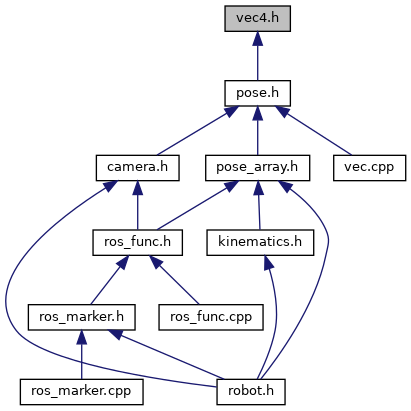 vec4.h
pose.h
camera.h
pose_array.h
vec.cpp
ros_func.h
kinematics.h
ros_marker.h
ros_func.cpp
ros_marker.cpp
robot.h